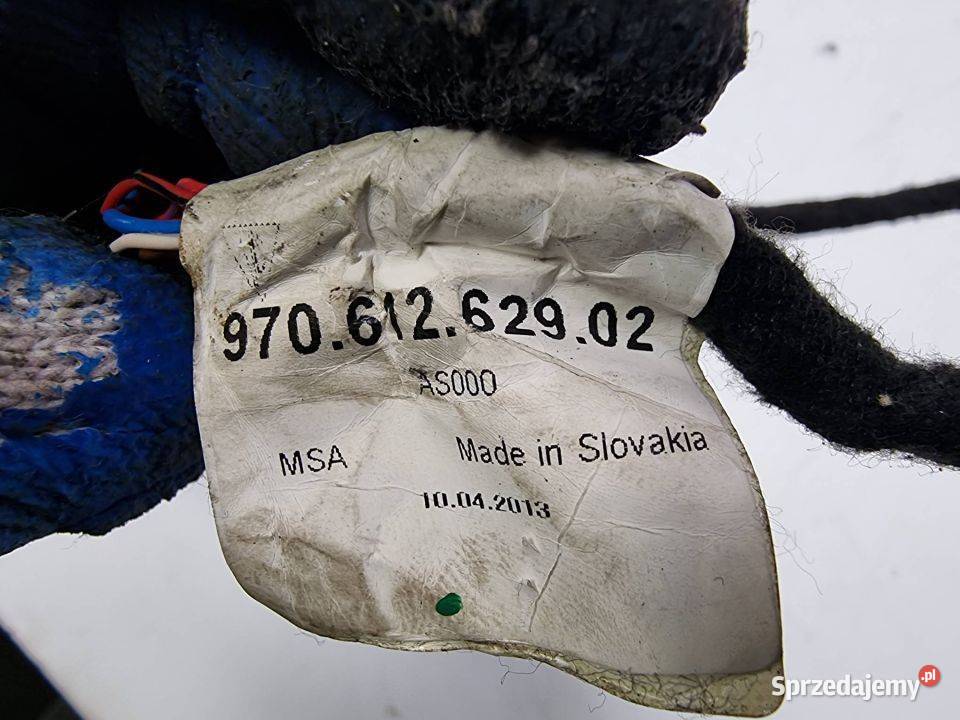 970.612.629.02
AS000
MSA Made in Slovakia
10.04.2013
Sprzedajemy.pl